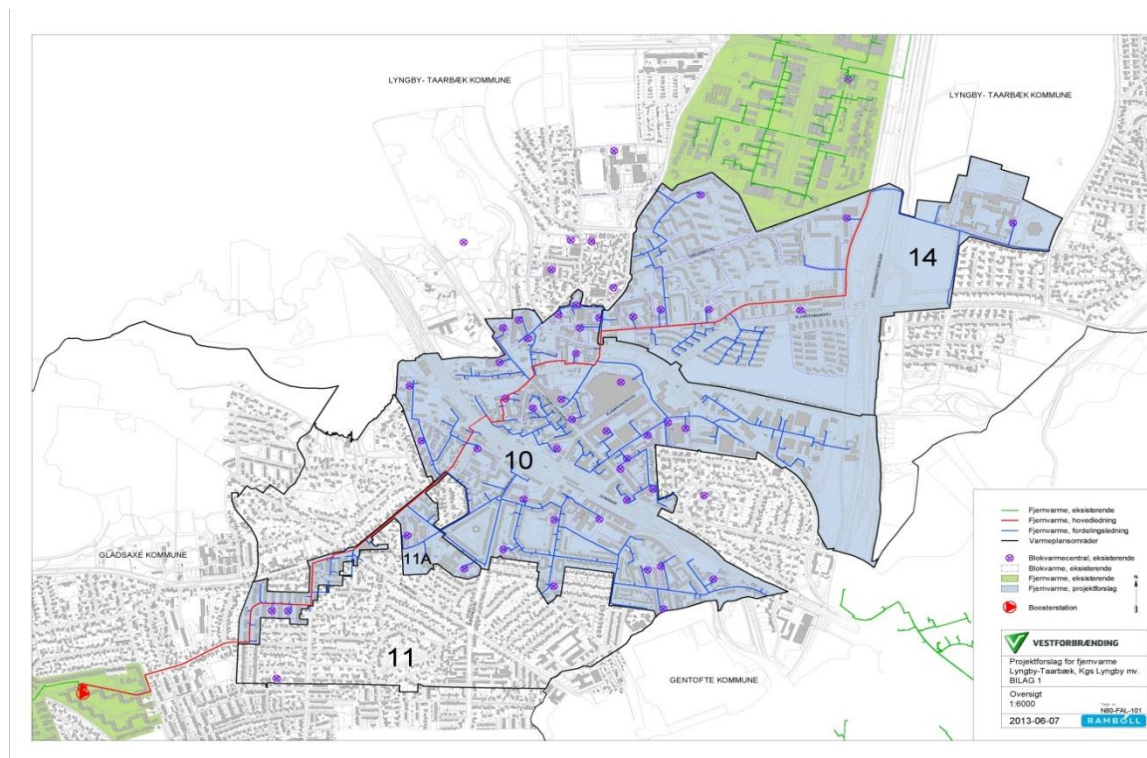 LYNGBY- TAARBÆK KOMMUNE
LYNGBY- TAARBÆK KOMMUNE
14
10
GLADSAXE KOMMUNE
11A
11
GENTOFTE KOMMUNE
Fjernvarme, eksisterende
Fjernvarme, hovedledning
Fjernvarme, fordelingsledning
Varmeplansområder
Blokvarmecentral, eksisterende
Blokvarme, eksisterende
Fjernvarme, eksisterende
Fjernvarme, projektforslag
Boosterstation
VESTFORBRÆNDING
Projektforslag for fjernvarme
Lyngby-Taarbæk, Kgs Lyngby mv.
BILAG 1
Oversigt
1:6000
N80-FAL-101
2013-06-07
RAMBØLL